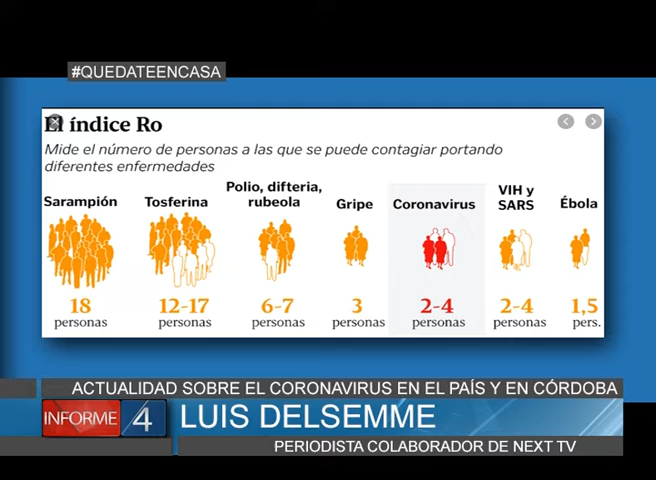 #QUEDATEENCASA
El índice Ro
Mide el número de personas a las que se puede contagiar portando
diferentes enfermedades
Sarampión
18
personas
Tosferina
12-17
personas
Polio, difteria,
rubeola
6-7
personas
Gripe
3
personas
Coronavirus
2-4
personas
VIH y
SARS
2-4
personas
Ébola
1,5
pers.
ACTUALIDAD SOBRE EL CORONAVIRUS EN EL PAÍS Y EN CÓRDOBA
INFORME 4
LUIS DELSEMME
PERIODISTA COLABORADOR DE NEXT TV